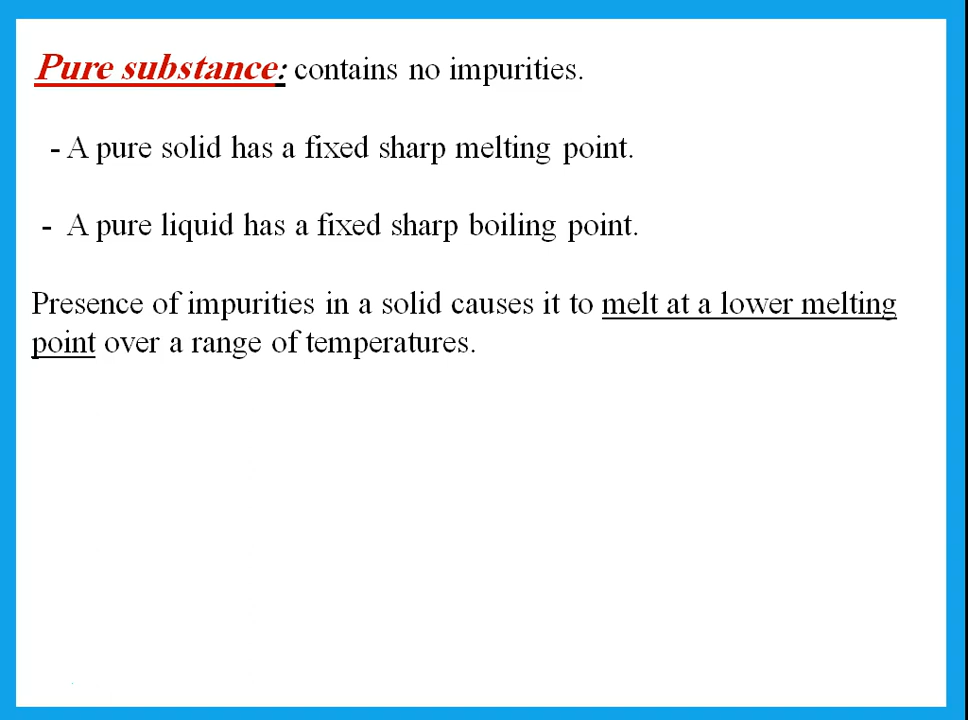 Pure substance: contains no impurities.
- A pure solid has a fixed sharp melting point.
- A pure liquid has a fixed sharp boiling point.
Presence of impurities in a solid causes it to melt at a lower melting
point over a range of temperatures.